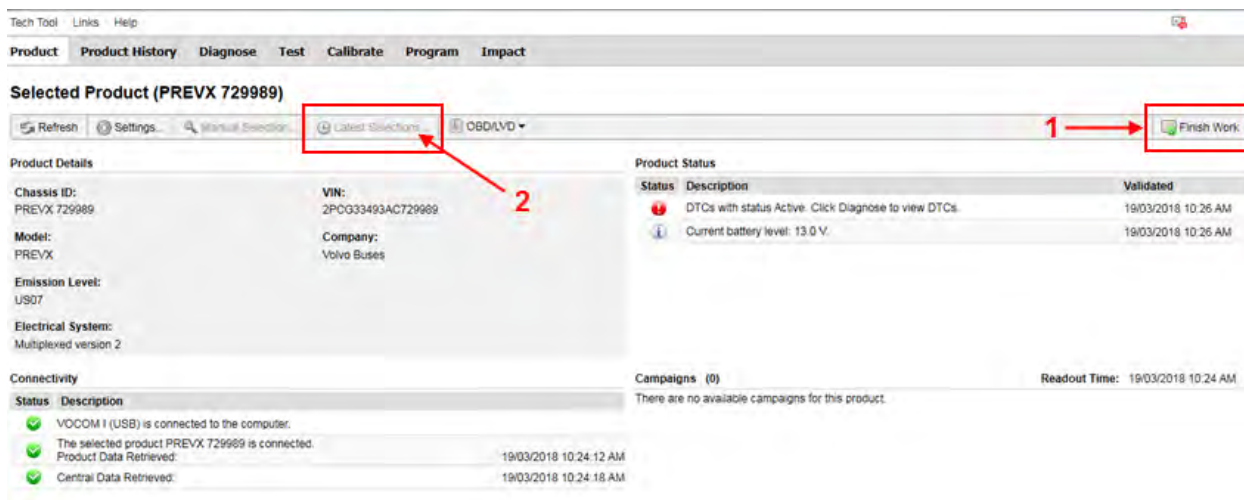 Tech Tool Links Help
Product Product History Diagnose Test Calibrate Program Impact
Selected Product (PREVX 729989)
Refresh Settings... Manual Selection... Latest Selections... OBD/LVD 1 Finish Work
2
Product Details
Chassis ID: VIN:
PREVX 729989 2PCG33493AC729989
Model: Company:
PREVX Volvo Buses
Emission Level:
US07
Electrical System:
Multiplexed version 2
Product Status
Status Description Validated
DTCs with status Active. Click Diagnose to view DTCs. 19/03/2018 10:26 AM
Current battery level: 13.0 V. 19/03/2018 10:26 AM
Connectivity
Status Description
VOCOM I (USB) is connected to the computer.
The selected product PREVX 729989 is connected.
Product Data Retrieved: 19/03/2018 10:24:12 AM
Central Data Retrieved: 19/03/2018 10:24:18 AM
Campaigns (0) Readout Time: 19/03/2018 10:24 AM
There are no available campaigns for this product.